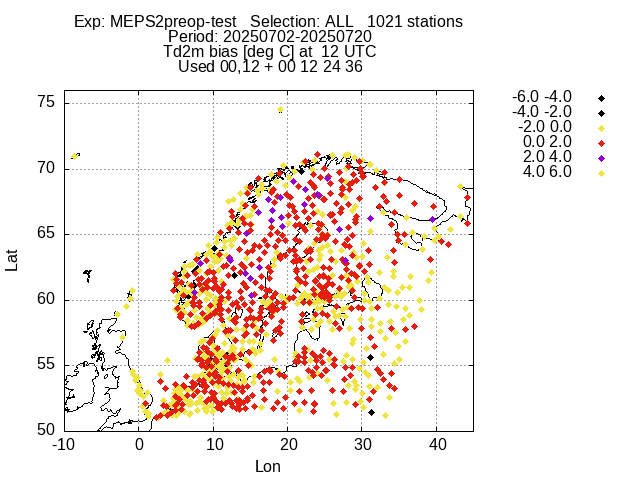 Exp: MEPS2preop-test   Selection: ALL   1021 stations
Period: 20250702-20250720
Td2m bias [deg C] at  12 UTC
Used 00,12 + 00 12 24 36
-6.0 -4.0
-4.0 -2.0
-2.0 0.0
0.0 2.0
2.0 4.0
4.0 6.0
75
70
65
60
55
50
Lat
-10 0 10 20 30 40
Lon